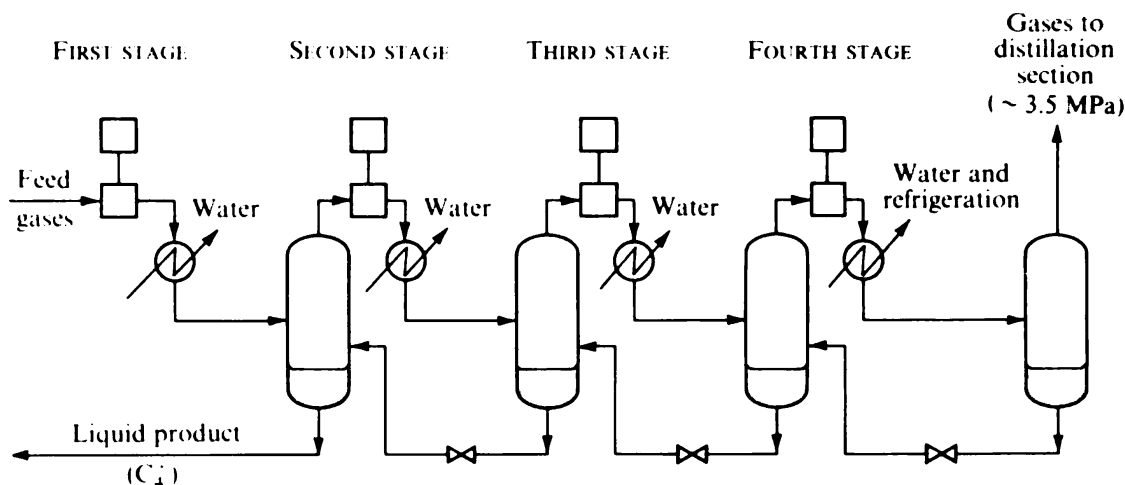 FIRST STAGE
SECOND STAGE
THIRD STAGE
FOURTH STAGE
Gases to
distillation
section
(~ 3.5 MPa)
Feed
gases
Water
Water
Water
Water and
refrigeration
Liquid product